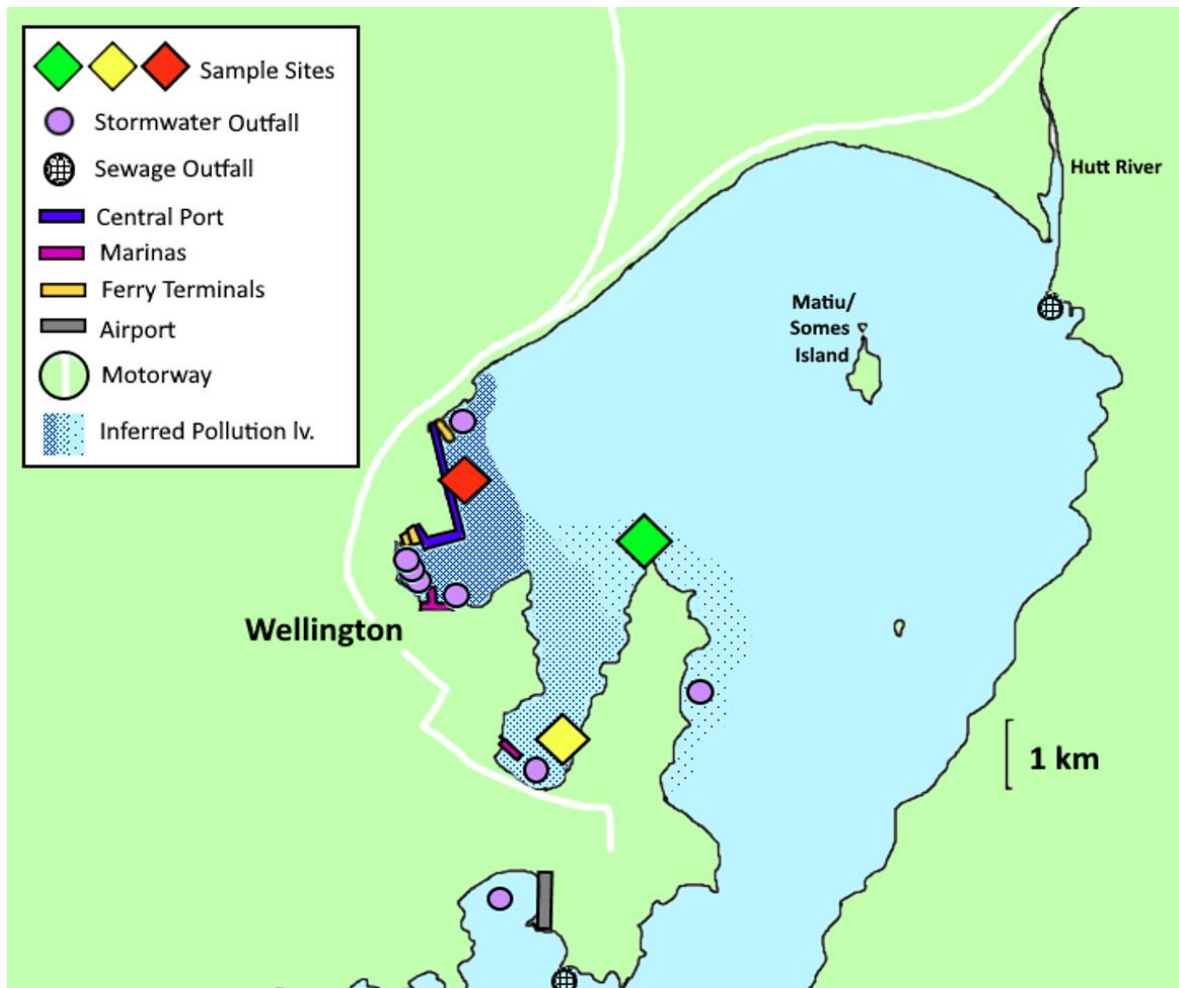 Sample Sites
Stormwater Outfall
Sewage Outfall
Central Port
Marinas
Ferry Terminals
Airport
Motorway
Inferred Pollution lv.
Hutt River
Matiu/
Somes
Island
Wellington
1 km